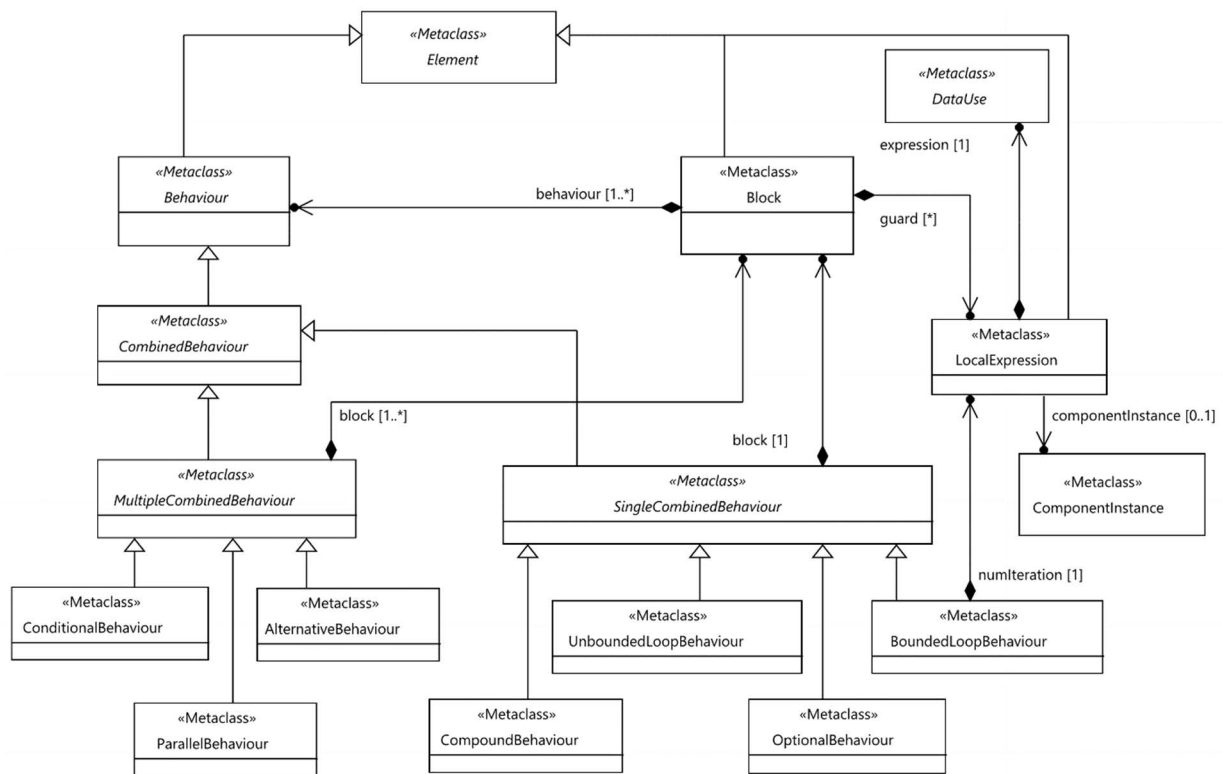 «Metaclass»
Element
«Metaclass»
DataUse
expression [1]
«Metaclass»
Behaviour
behaviour [1..*]
«Metaclass»
Block
guard [*]
«Metaclass»
CombinedBehaviour
«Metaclass»
LocalExpression
block [1..*]
block [1]
componentInstance [0..1]
«Metaclass»
MultipleCombinedBehaviour
«Metaclass»
SingleCombinedBehaviour
«Metaclass»
ComponentInstance
numIteration [1]
«Metaclass»
ConditionalBehaviour
«Metaclass»
AlternativeBehaviour
«Metaclass»
UnboundedLoopBehaviour
«Metaclass»
BoundedLoopBehaviour
«Metaclass»
ParallelBehaviour
«Metaclass»
CompoundBehaviour
«Metaclass»
OptionalBehaviour